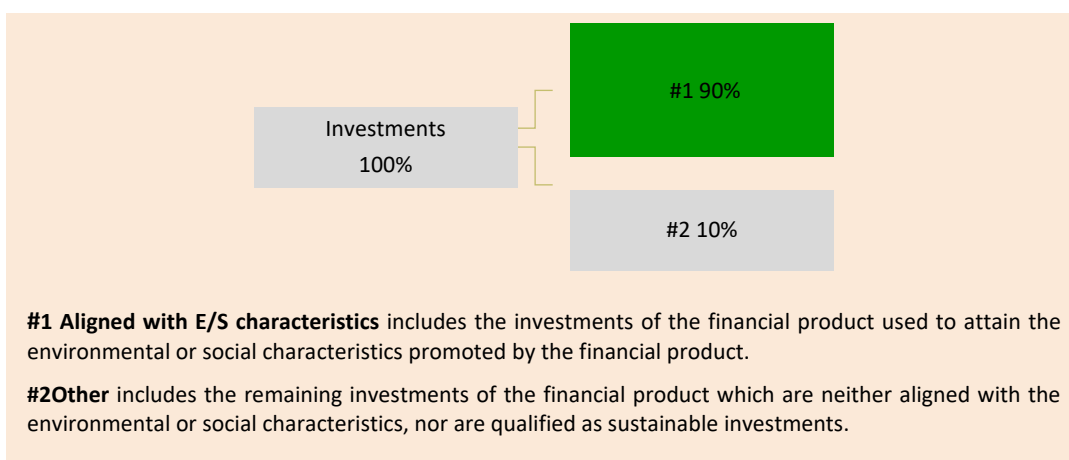 #1 90%
Investments
100%
#2 10%
#1 Aligned with E/S characteristics includes the investments of the financial product used to attain the
environmental or social characteristics promoted by the financial product.
#2Other includes the remaining investments of the financial product which are neither aligned with the
environmental or social characteristics, nor are qualified as sustainable investments.